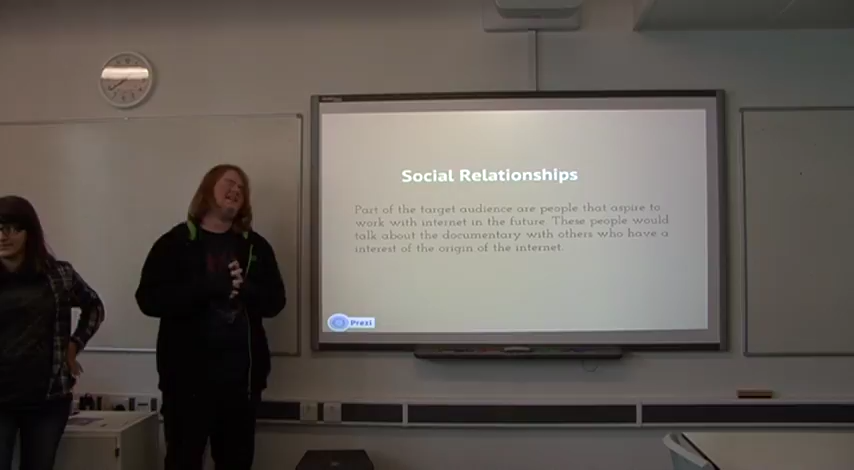 Social Relationships
Part of the target audience are people that aspire to
work with internet in the future. These people would
talk about the documentary with others who have a
interest of the origin of the internet.
Prezi